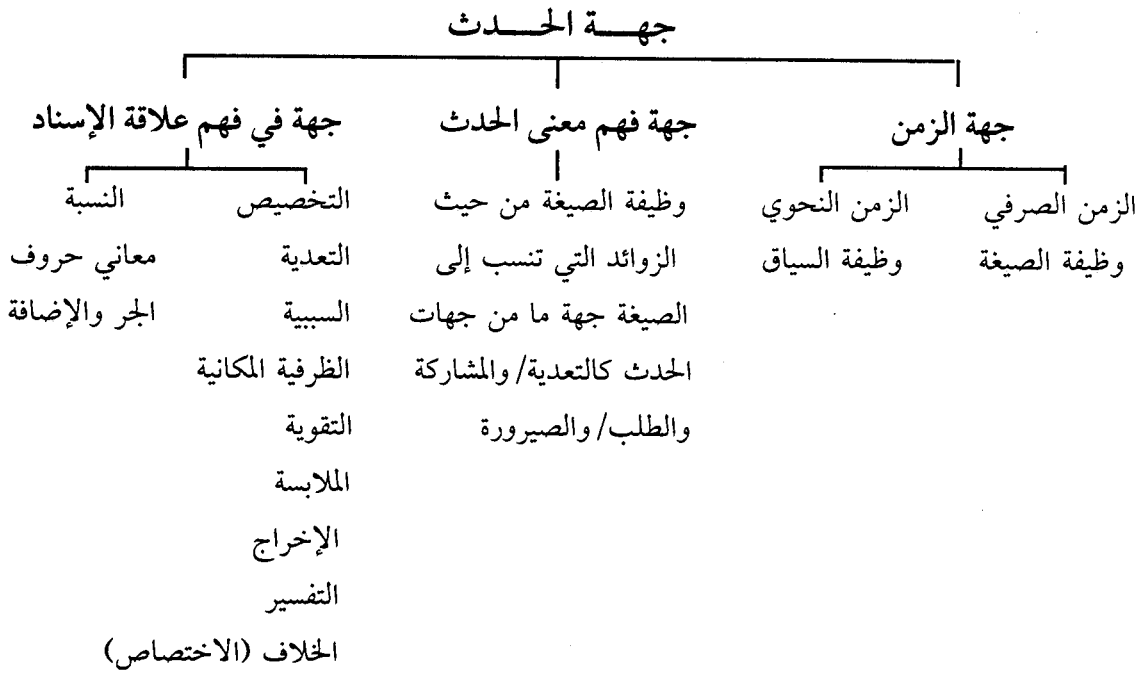 جهة الحدث
جهة الزمن
جهة فهم معنى الحدث
جهة في فهم علاقة الإسناد
الزمن الصرفي
وظيفة الصيغة
الزمن النحوي
وظيفة السياق
وظيفة الصيغة من حيث
الزوائد التي تنسب إلى
الصيغة جهة ما من جهات
الحدث كالتعدية/ والمشاركة
والطلب/ والصيرورة
التخصيص
التعدية
السببية
الظرفية المكانية
التقوية
الملابسة
الإخراج
التفسير
الخلاف (الاختصاص)
النسبة
معاني حروف
الجر والإضافة